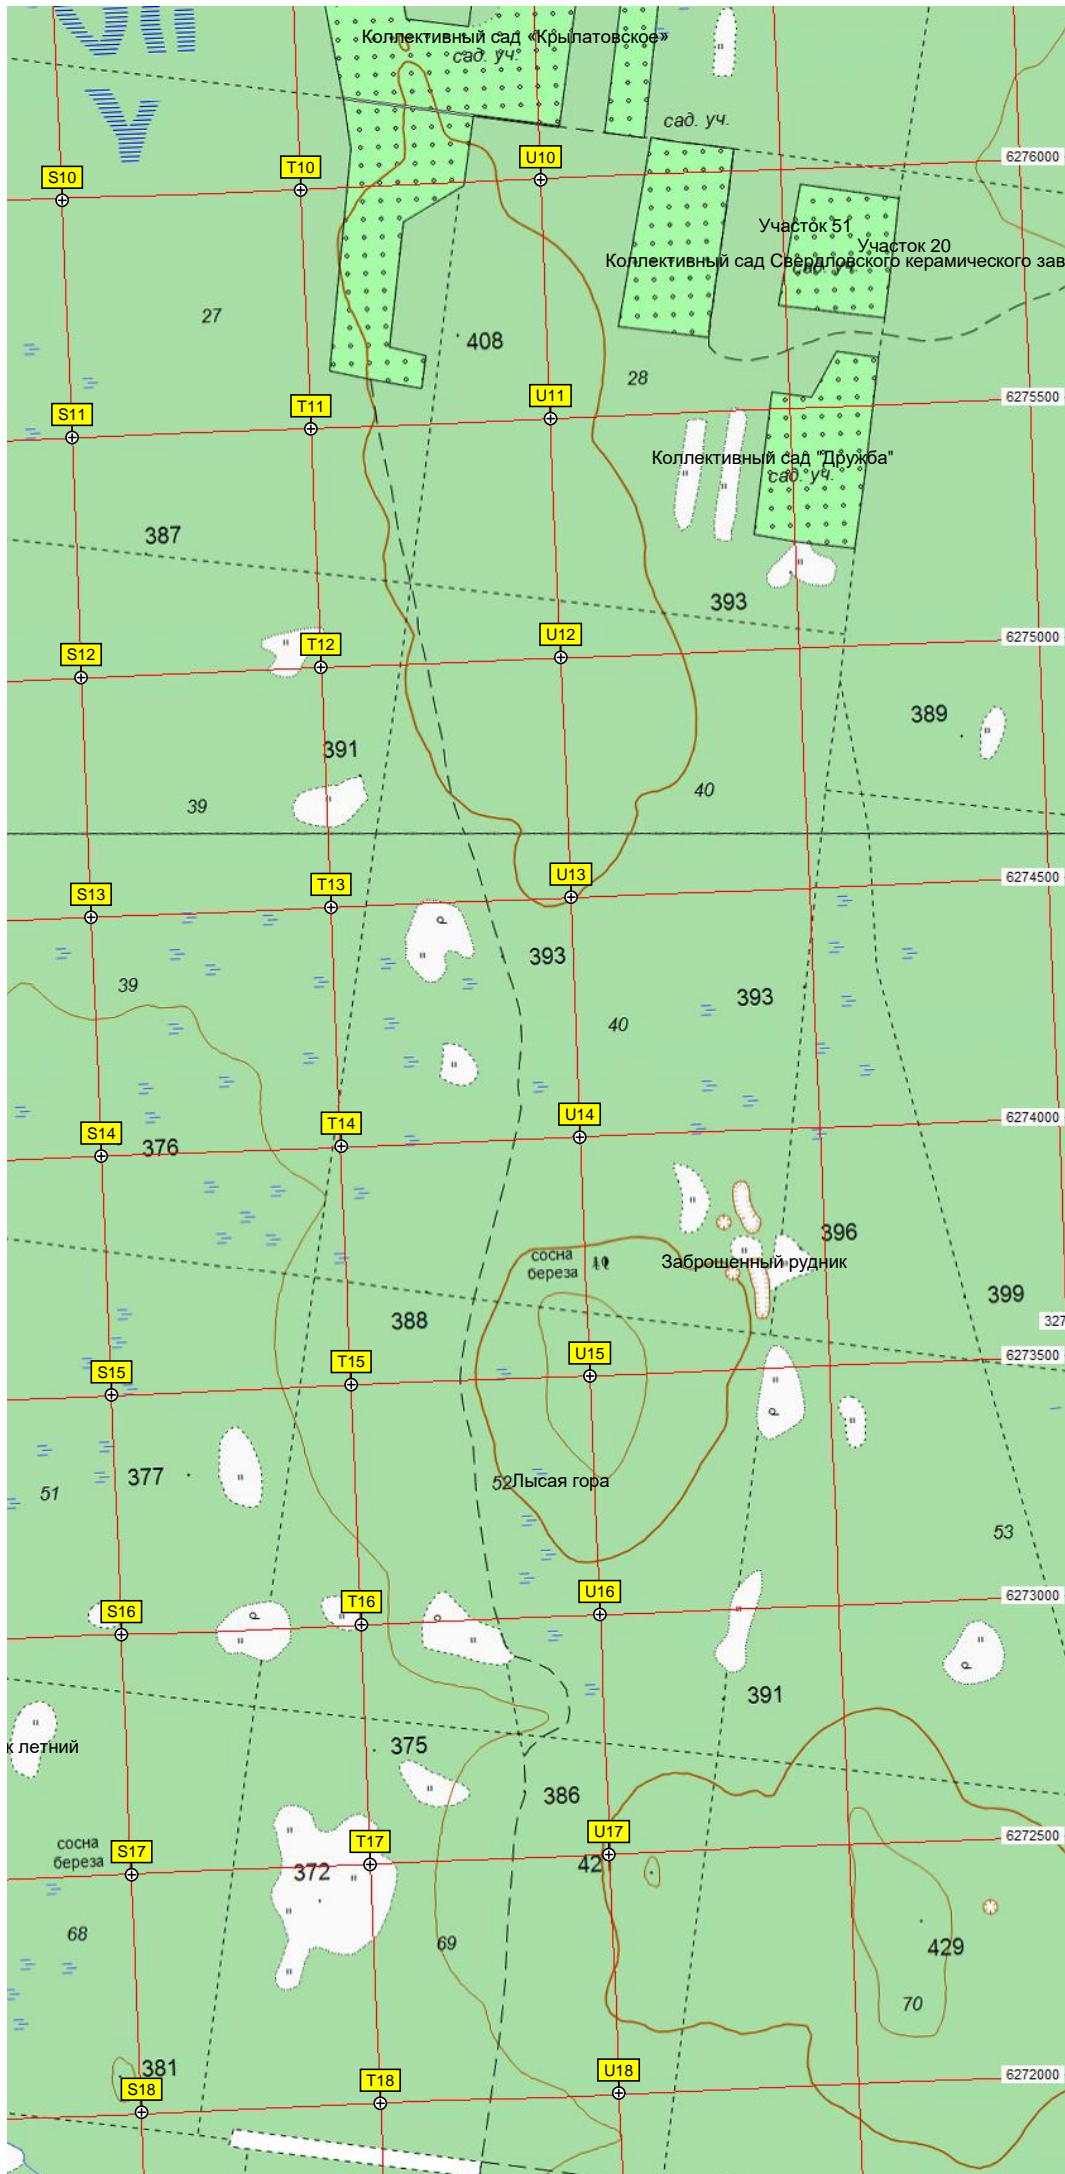 Коллективный сад «Крылатовское»
сад. уч.
сад. уч.
6276000
U10
T10
S10
Участок 51
Участок 20
Коллективный сад Свердловского керамического зав
сад. уч.
27
408
28
6275500
U11
T11
S11
Коллективный сад "Дружба"
сад. уч.
387
393
6275000
U12
T12
S12
389
391
40
39
6274500
U13
T13
S13
393
39
393
40
6274000
U14
T14
S14
376
396
сосна
береза
Заброшенный рудник
399
327
388
6273500
U15
T15
S15
377
52
Лысая гора
51
53
6273000
U16
T16
S16
391
к летний
375
386
6272500
U17
T17
S17
сосна
береза
42
372
68
69
429
70
381
6272000
U18
T18
S18